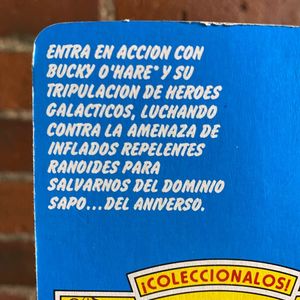 ENTRA EN ACCION CON
BUCKY O'HARE* Y SU
TRIPULACION DE HEROES
GALACTICOS, LUCHANDO
CONTRA LA AMENAZA DE
INFLADOS REPELENTES
RANOIDES PARA
SALVARNOS DEL DOMINIO
SAPO...DEL ANIVERSO.
¡COLECCIONALOS!